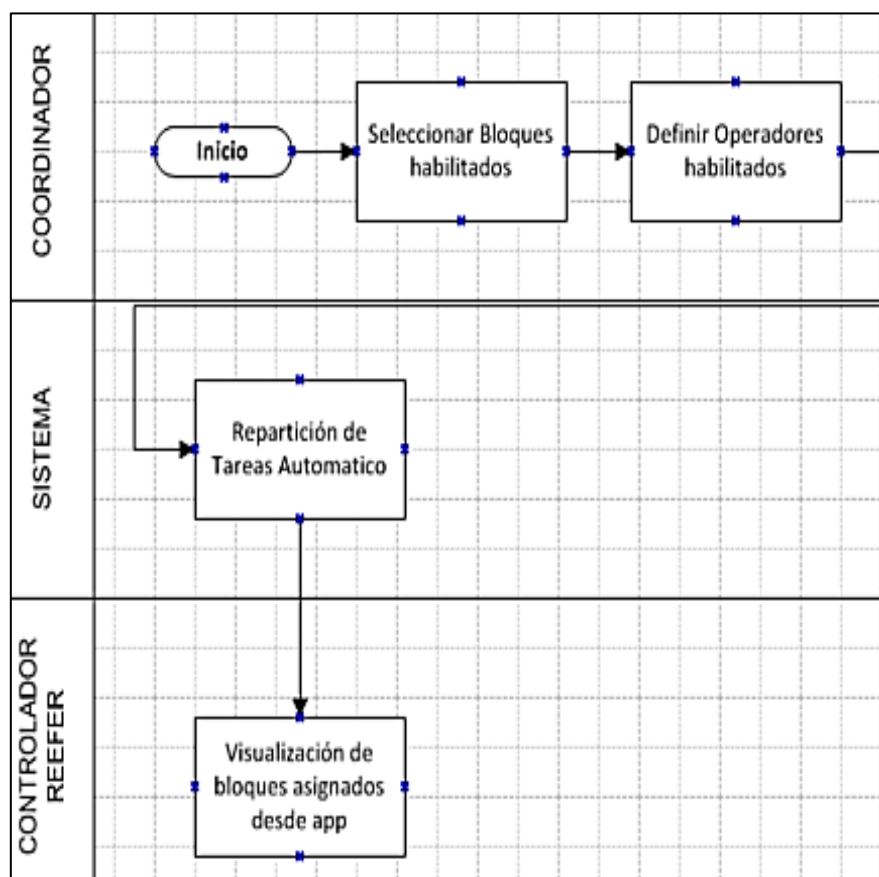 COORDINADOR
Inicio
Seleccionar Bloques
habilitados
Definir Operadores
habilitados
SISTEMA
Repartición de
Tareas Automatico
CONTROLADOR
REEFER
Visualización de
bloques asignados
desde app